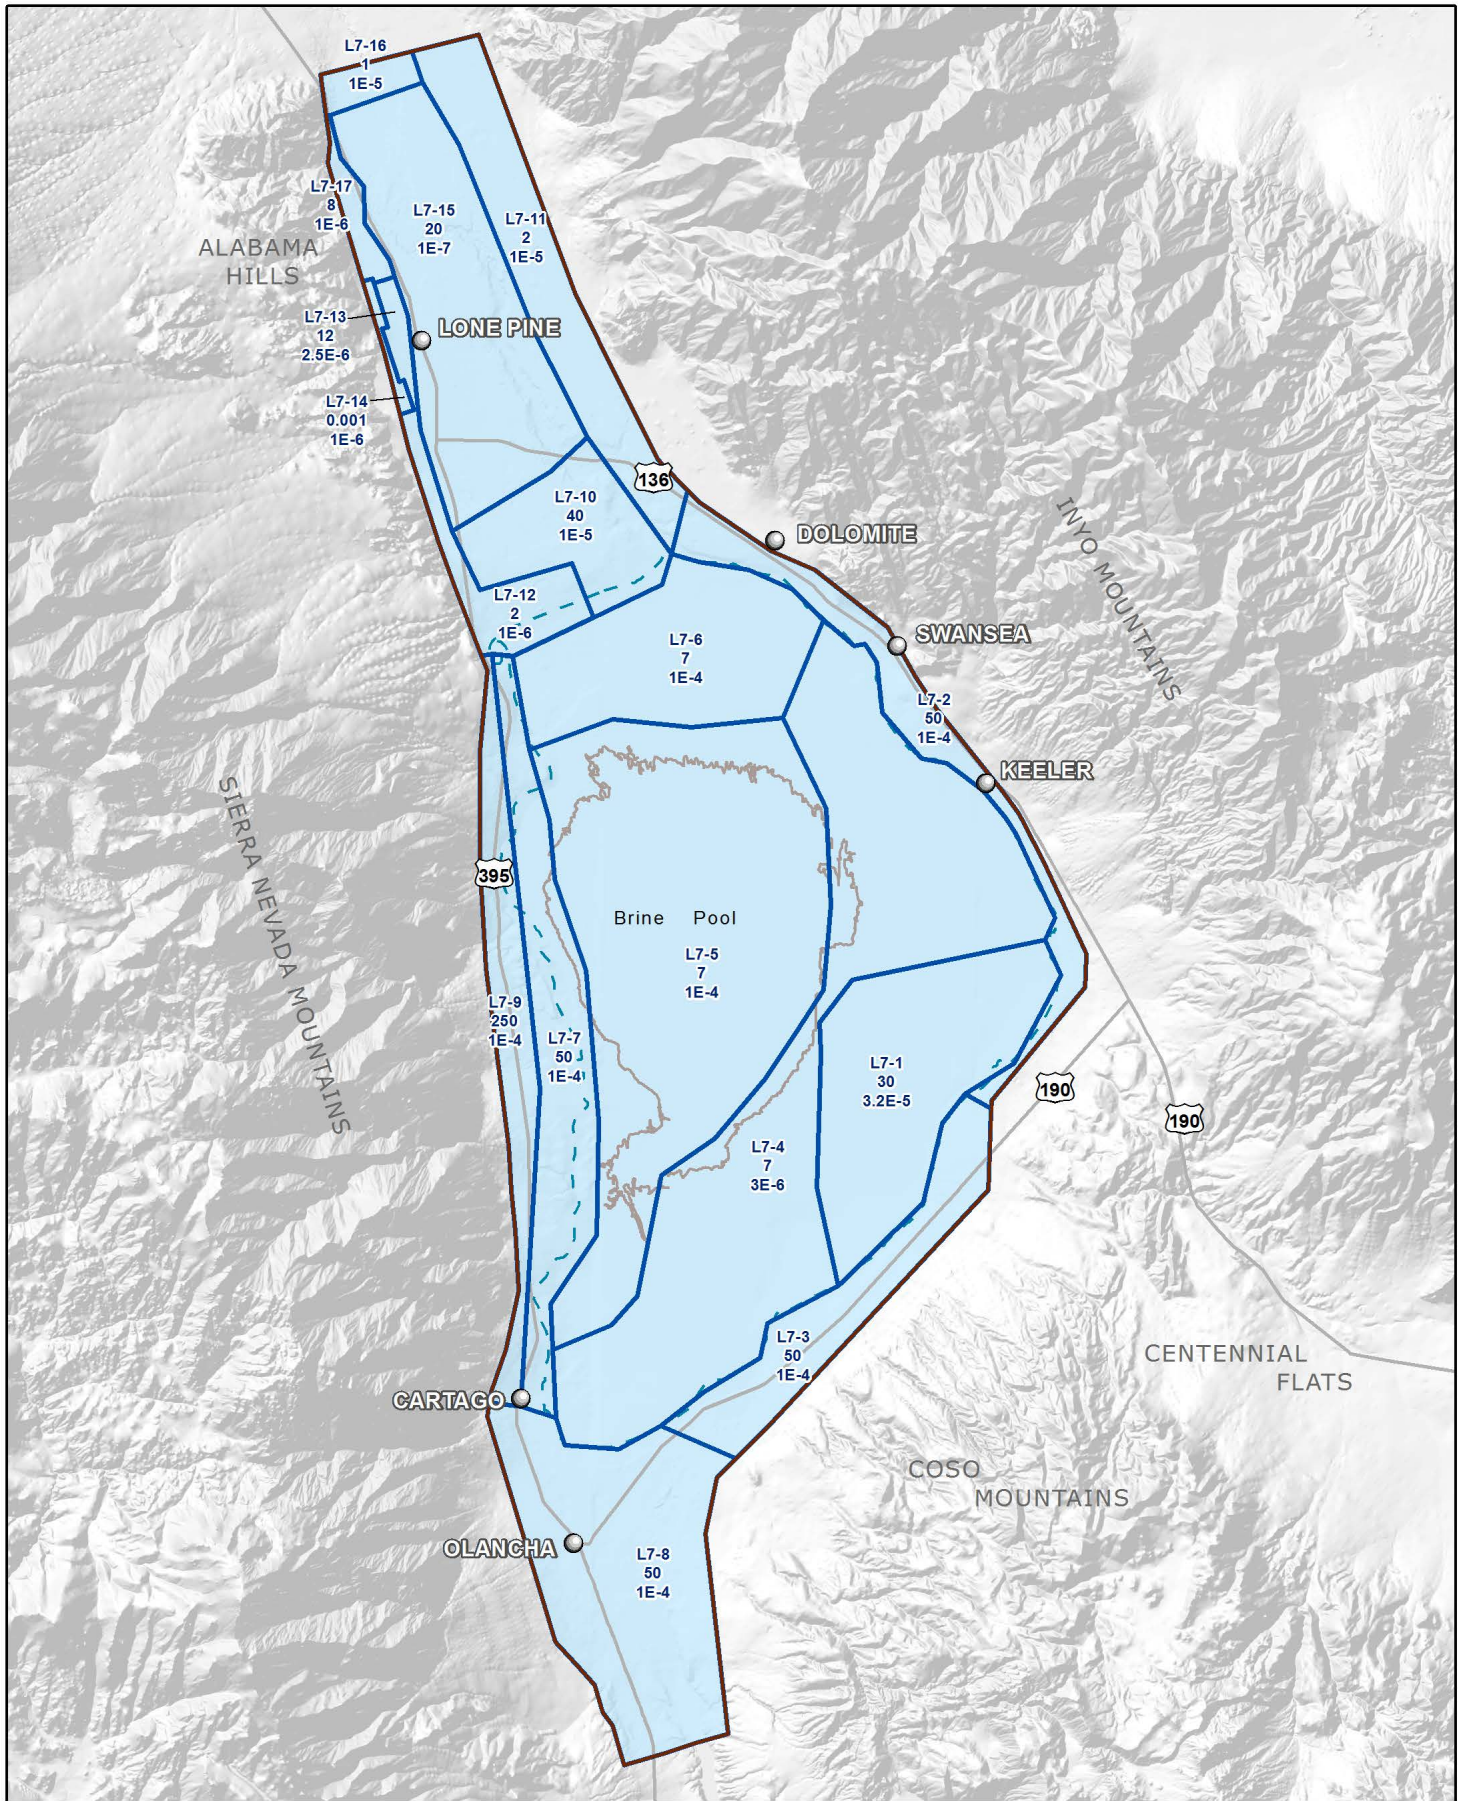 L7-16
1
1E-5
L7-17
8
1E-6
L7-15
20
1E-7
L7-11
2
1E-5
ALABAMA
HILLS
L7-13
12
2.5E-6
LONE PINE
L7-14
0.001
1E-6
136
L7-10
40
1E-5
DOLOMITE
INYO MOUNTAINS
L7-12
2
1E-6
L7-6
7
1E-4
SWANSEA
L7-2
50
1E-4
KEELER
SIERRA NEVADA MOUNTAINS
395
Brine Pool
L7-5
7
1E-4
L7-9
250
1E-4
L7-7
50
1E-4
L7-1
30
3.2E-5
190
190
L7-4
7
3E-6
L7-3
50
1E-4
CENTENNIAL
FLATS
CARTAGO
COSO
MOUNTAINS
OLANCHA
L7-8
50
1E-4